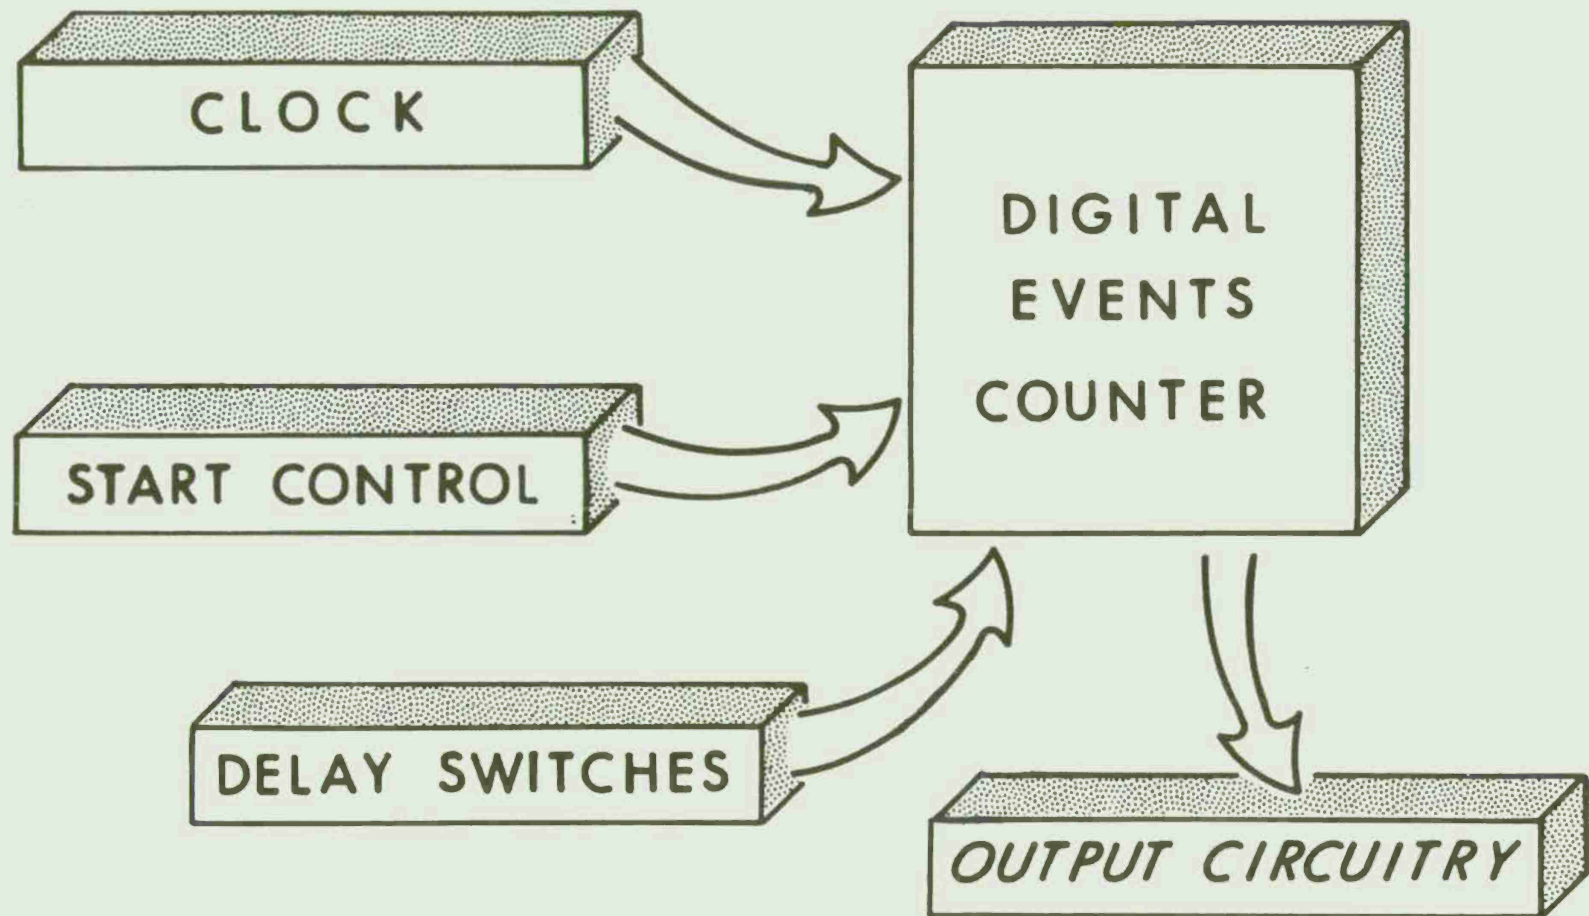 CLOCK
DIGITAL
EVENTS
COUNTER
START CONTROL
DELAY SWITCHES
OUTPUT CIRCUITRY